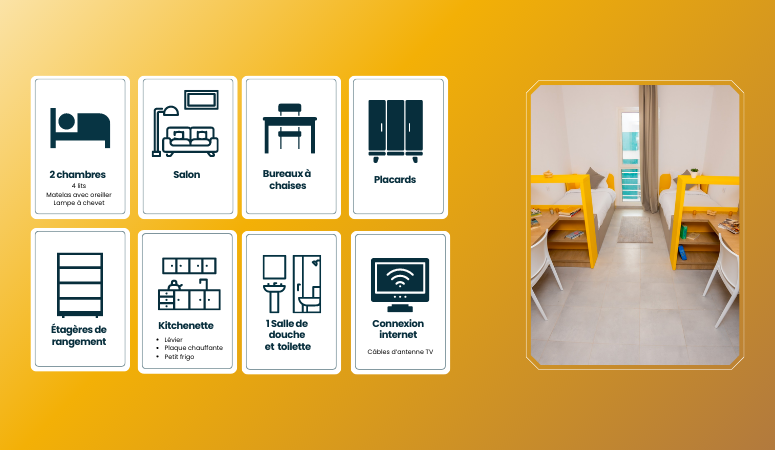 2 chambres
4 lits
Matelas avec oreiller
Lampe à chevet
Salon
Bureaux à
chaises
Placards
Étagères de
rangement
Kitchenette
• Lévier
• Plaque chauffante
• Petit frigo
1 Salle de
douche
et toilette
Connexion
internet
Câbles d'antenne TV